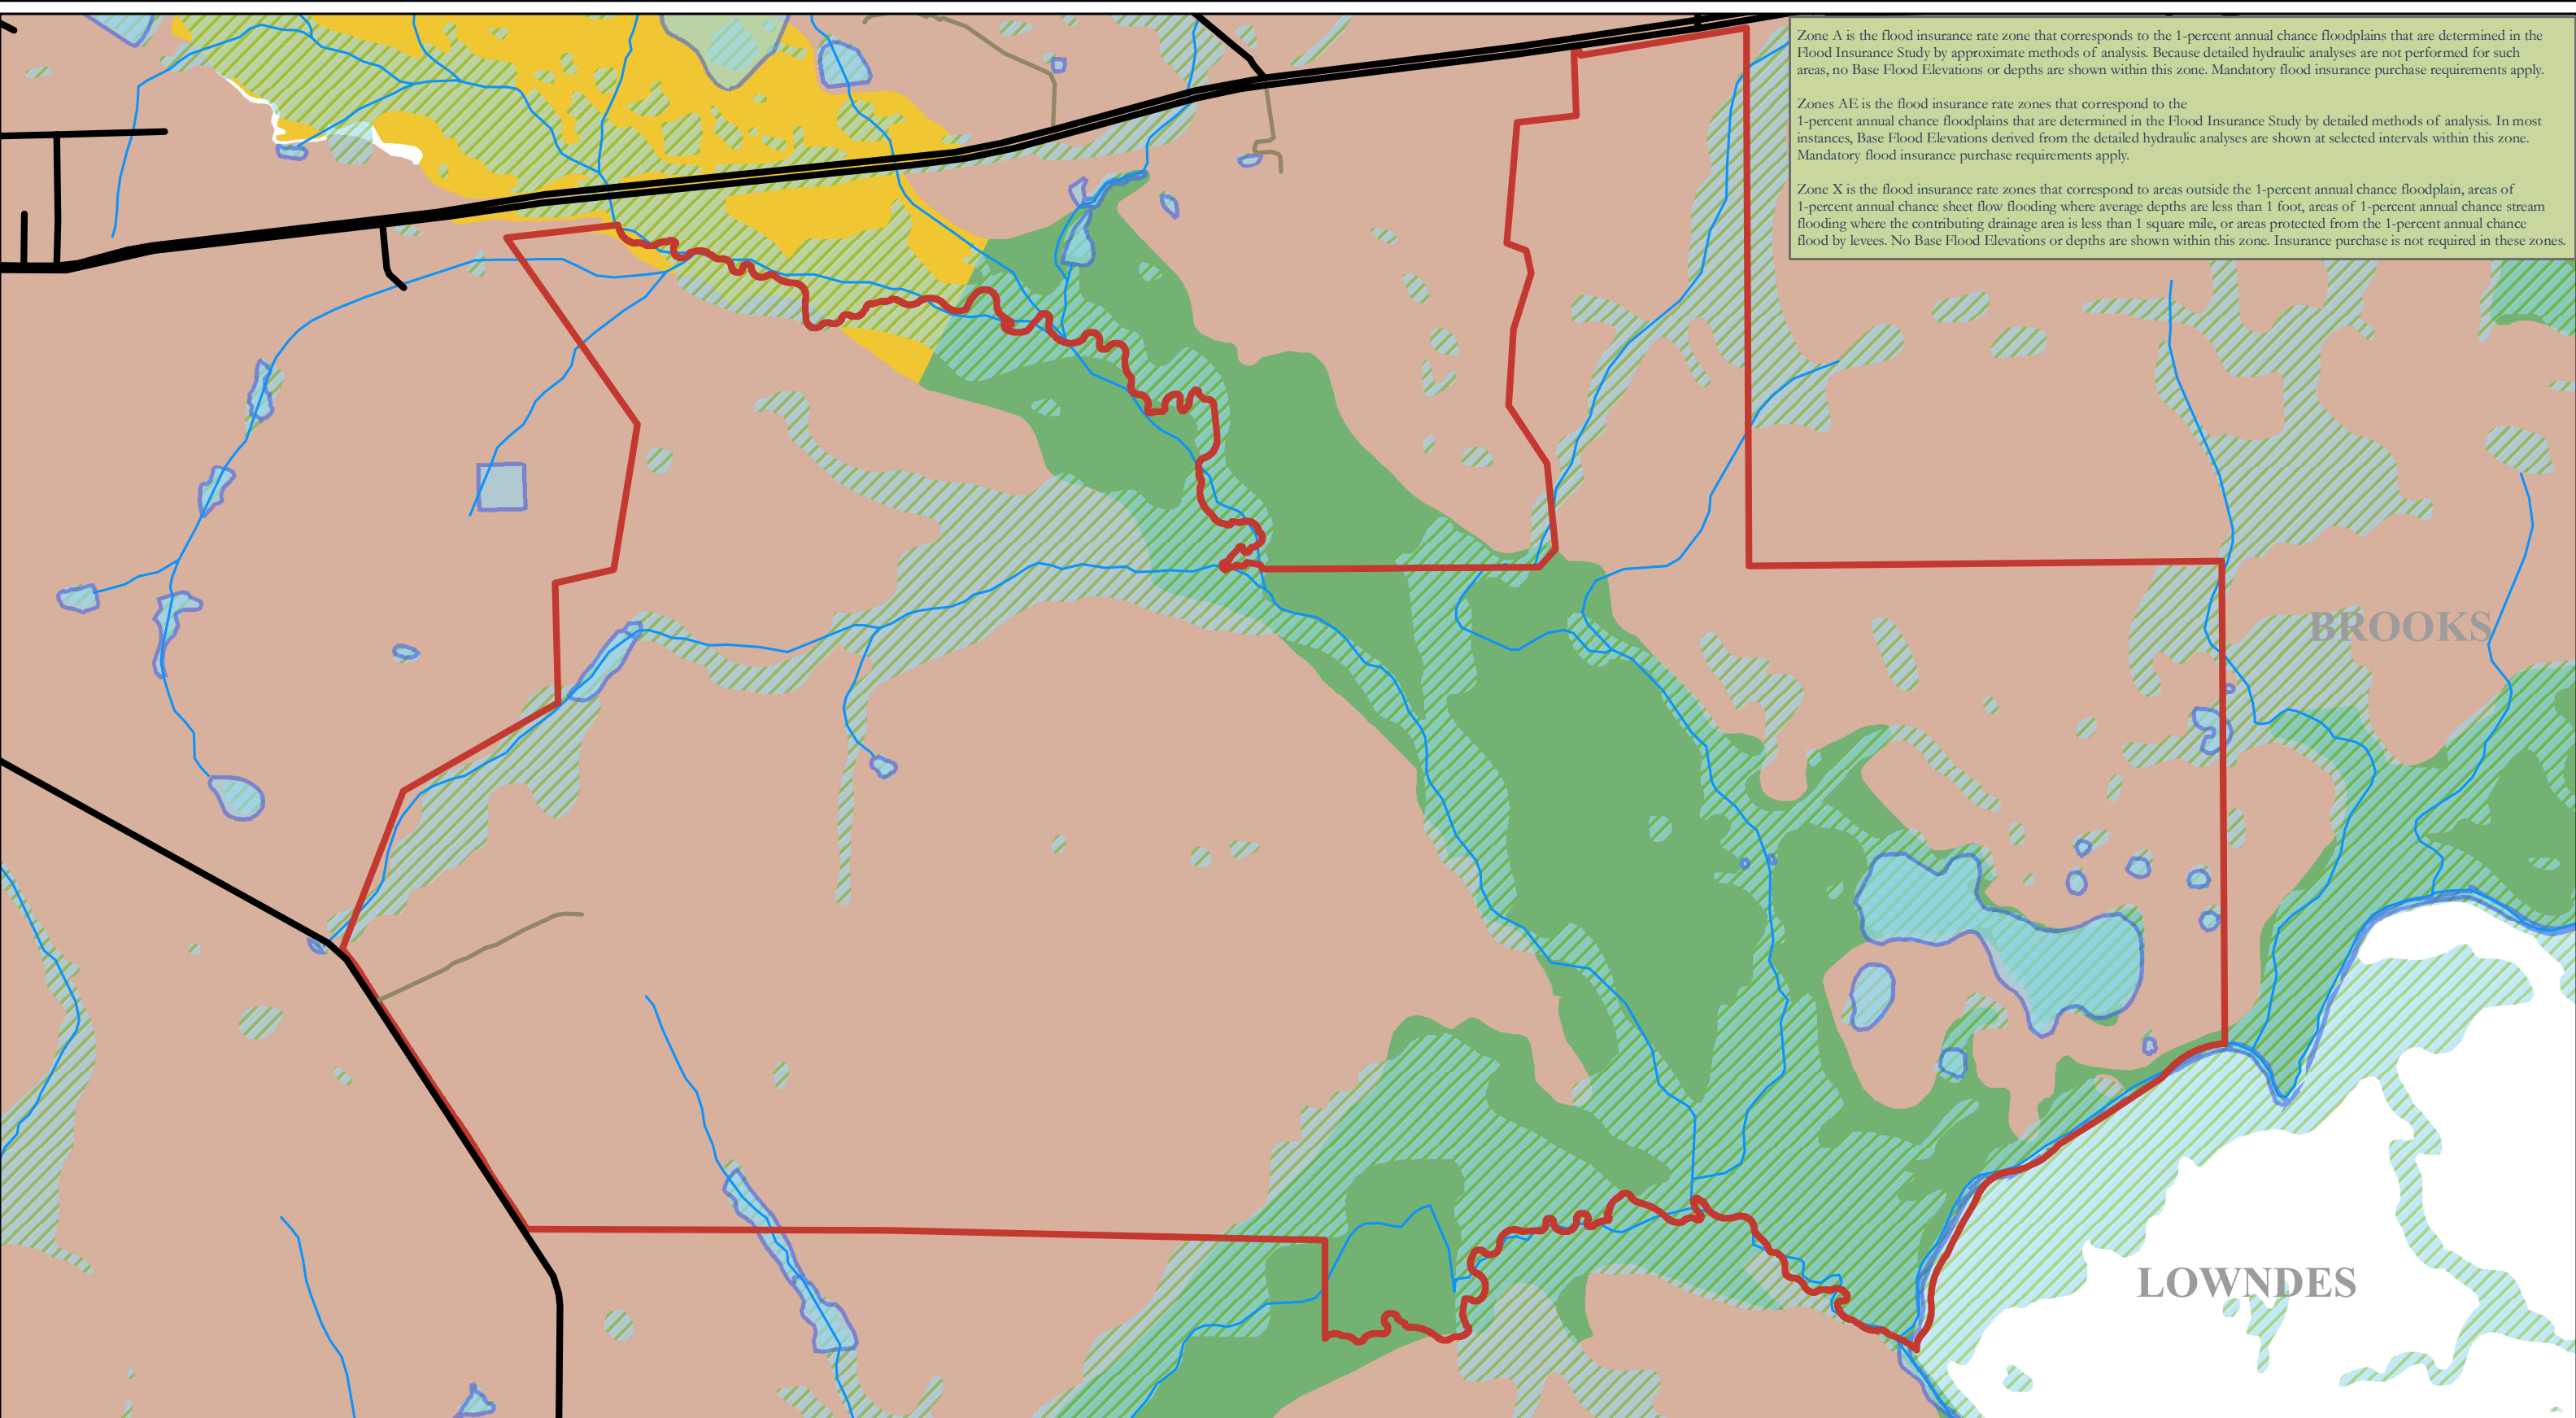 Zone A is the flood insurance rate zone that corresponds to the 1-percent annual chance floodplains that are determined in the
Flood Insurance Study by approximate methods of analysis. Because detailed hydraulic analyses are not performed for such
areas, no Base Flood Elevations or depths are shown within this zone. Mandatory flood insurance purchase requirements apply.
Zones AE is the flood insurance rate zones that correspond to the
1-percent annual chance floodplains that are determined in the Flood Insurance Study by detailed methods of analysis. In most
instances, Base Flood Elevations derived from the detailed hydraulic analyses are shown at selected intervals within this zone.
Mandatory flood insurance purchase requirements apply.
Zone X is the flood insurance rate zones that correspond to areas outside the 1-percent annual chance floodplain, areas of
1-percent annual chance sheet flow flooding where average depths are less than 1 foot, areas of 1-percent annual chance stream
flooding where the contributing drainage area is less than 1 square mile, or areas protected from the 1-percent annual chance
flood by levees. No Base Flood Elevations or depths are shown within this zone. Insurance purchase is not required in these zones.
BROOKS
LOWNDES